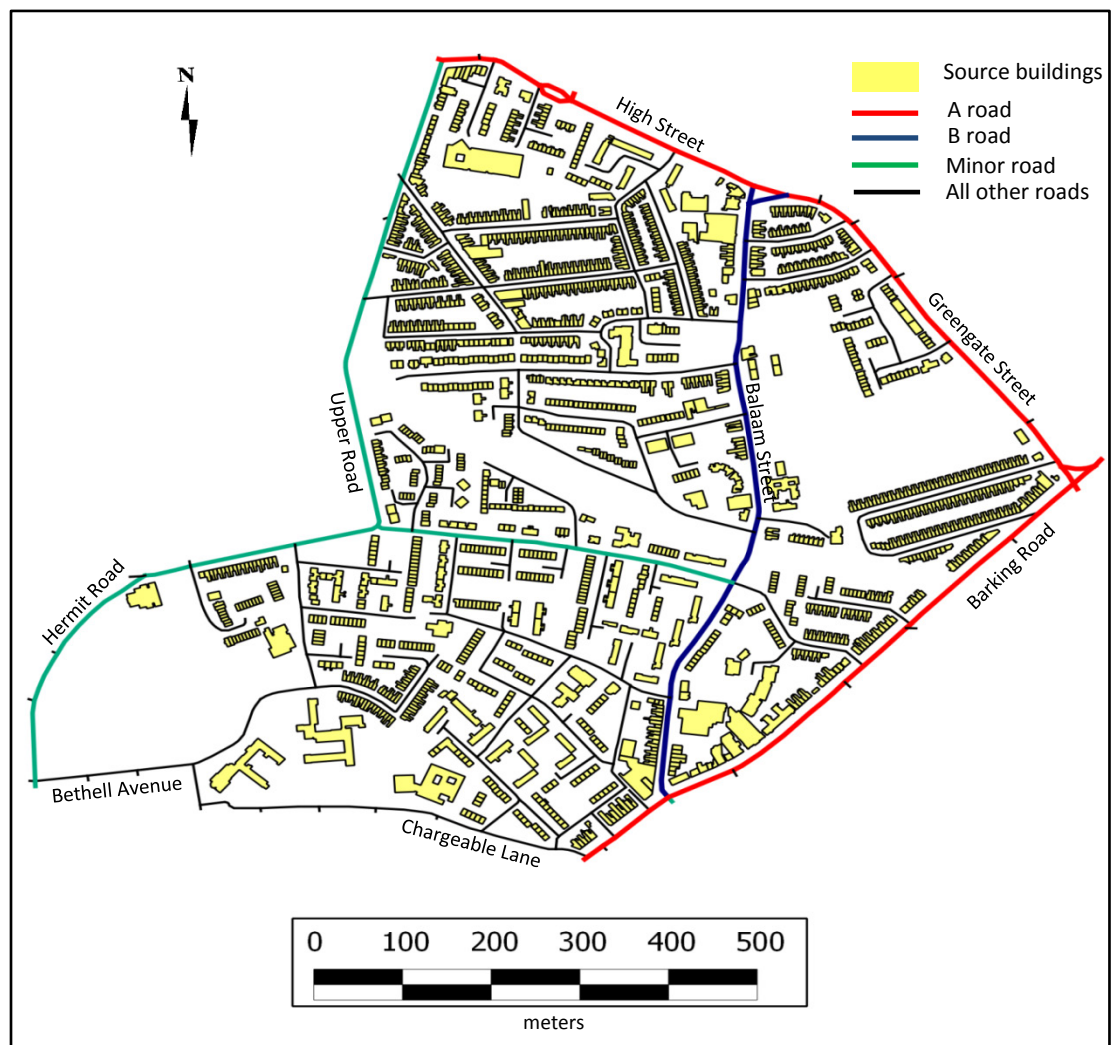 N
Source buildings
A road
B road
Minor road
All other roads
High Street
Greengate Street
Upper Road
Balaam Street
Hermit Road
Barking Road
Bethell Avenue
Chargeable Lane
0 100 200 300 400 500
meters